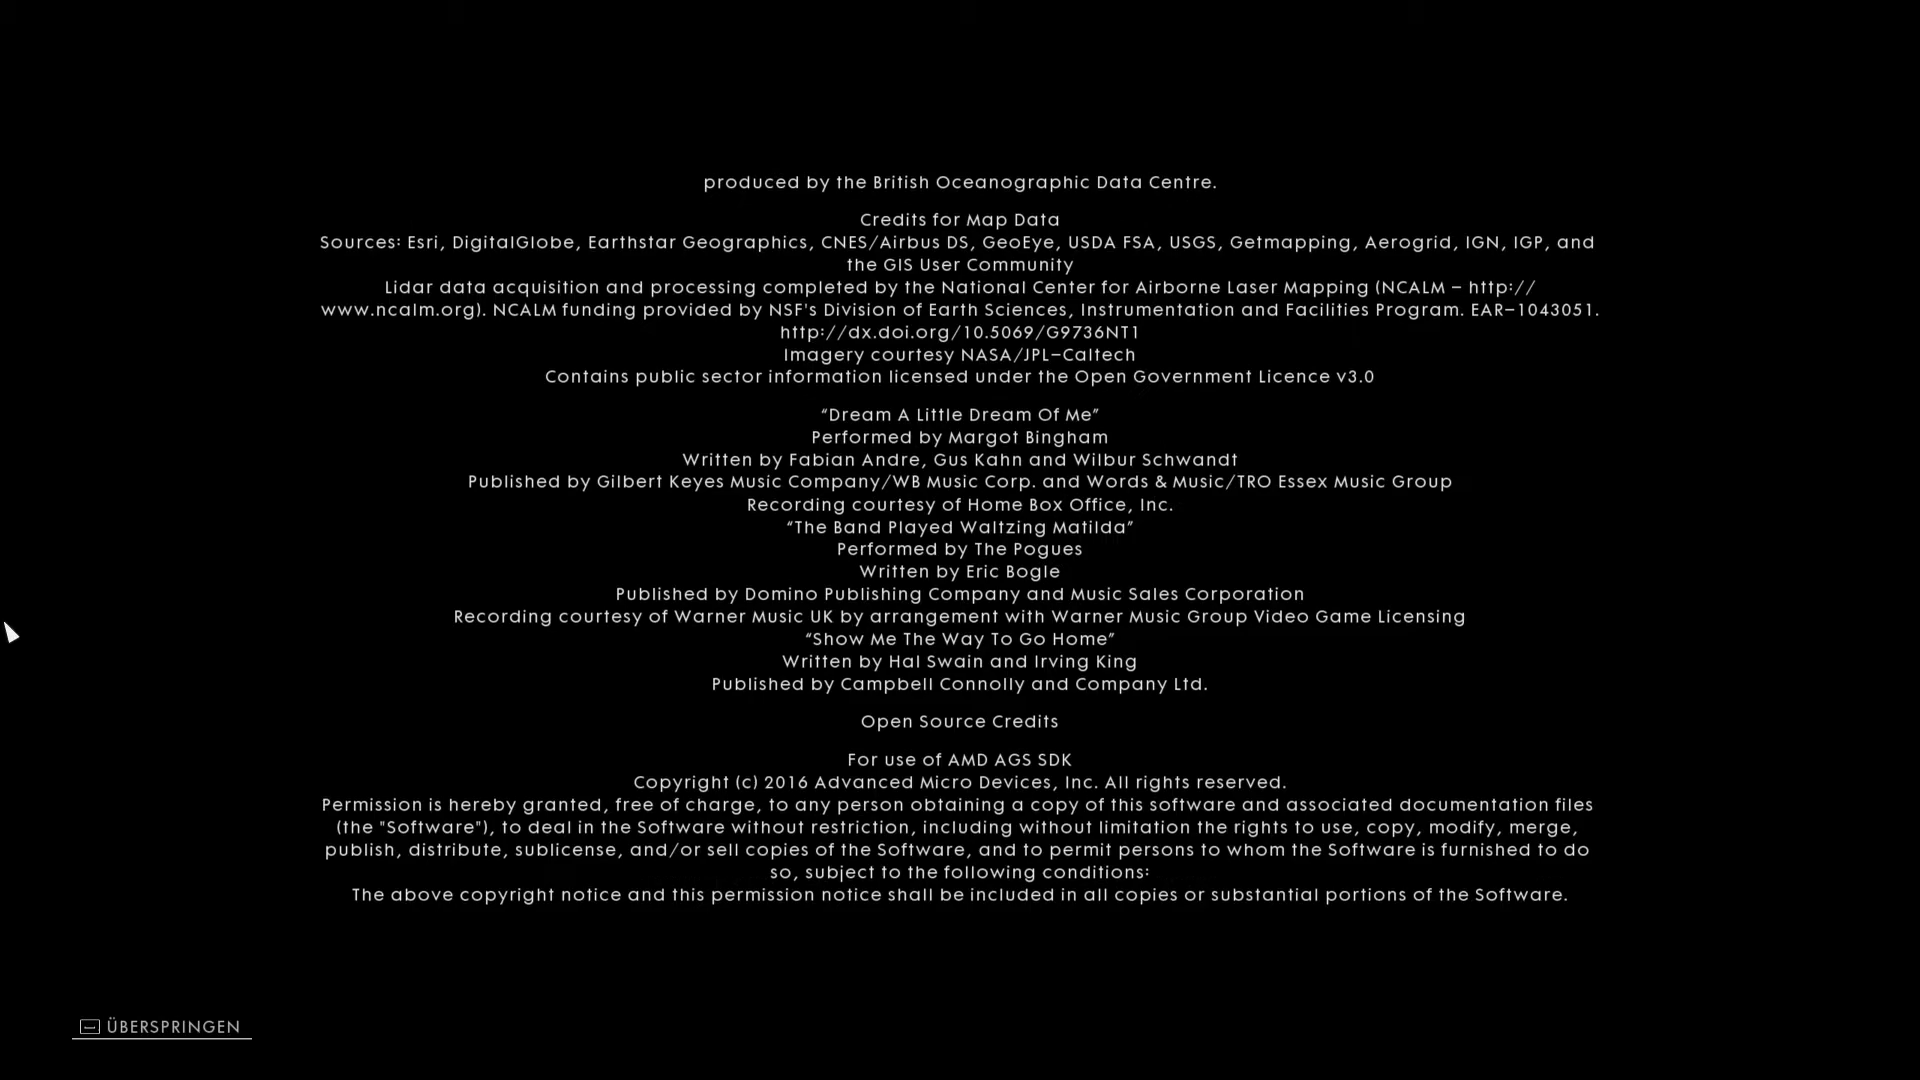 produced by the British Oceanographic Data Centre.
Credits for Map Data
Sources: Esri, DigitalGlobe, Earthstar Geographics, CNES/Airbus DS, GeoEye, USDA FSA, USGS, Getmapping, Aerogrid, IGN, IGP, and
the GIS User Community
Lidar data acquisition and processing completed by the National Center for Airborne Laser Mapping (NCALM – http://
www.ncalm.org). NCALM funding provided by NSF's Division of Earth Sciences, Instrumentation and Facilities Program. EAR–1043051.
http://dx.doi.org/10.5069/G9736NT1
Imagery courtesy NASA/JPL–Caltech
Contains public sector information licensed under the Open Government Licence v3.0
“Dream A Little Dream Of Me”
Performed by Margot Bingham
Written by Fabian Andre, Gus Kahn and Wilbur Schwandt
Published by Gilbert Keyes Music Company/WB Music Corp. and Words & Music/TRO Essex Music Group
Recording courtesy of Home Box Office, Inc.
“The Band Played Waltzing Matilda”
Performed by The Pogues
Written by Eric Bogle
Published by Domino Publishing Company and Music Sales Corporation
Recording courtesy of Warner Music UK by arrangement with Warner Music Group Video Game Licensing
“Show Me The Way To Go Home”
Written by Hal Swain and Irving King
Published by Campbell Connolly and Company Ltd.
Open Source Credits
For use of AMD AGS SDK
Copyright (c) 2016 Advanced Micro Devices, Inc. All rights reserved.
Permission is hereby granted, free of charge, to any person obtaining a copy of this software and associated documentation files
(the "Software"), to deal in the Software without restriction, including without limitation the rights to use, copy, modify, merge,
publish, distribute, sublicense, and/or sell copies of the Software, and to permit persons to whom the Software is furnished to do
so, subject to the following conditions:
The above copyright notice and this permission notice shall be included in all copies or substantial portions of the Software.
ÜBERSPRINGEN